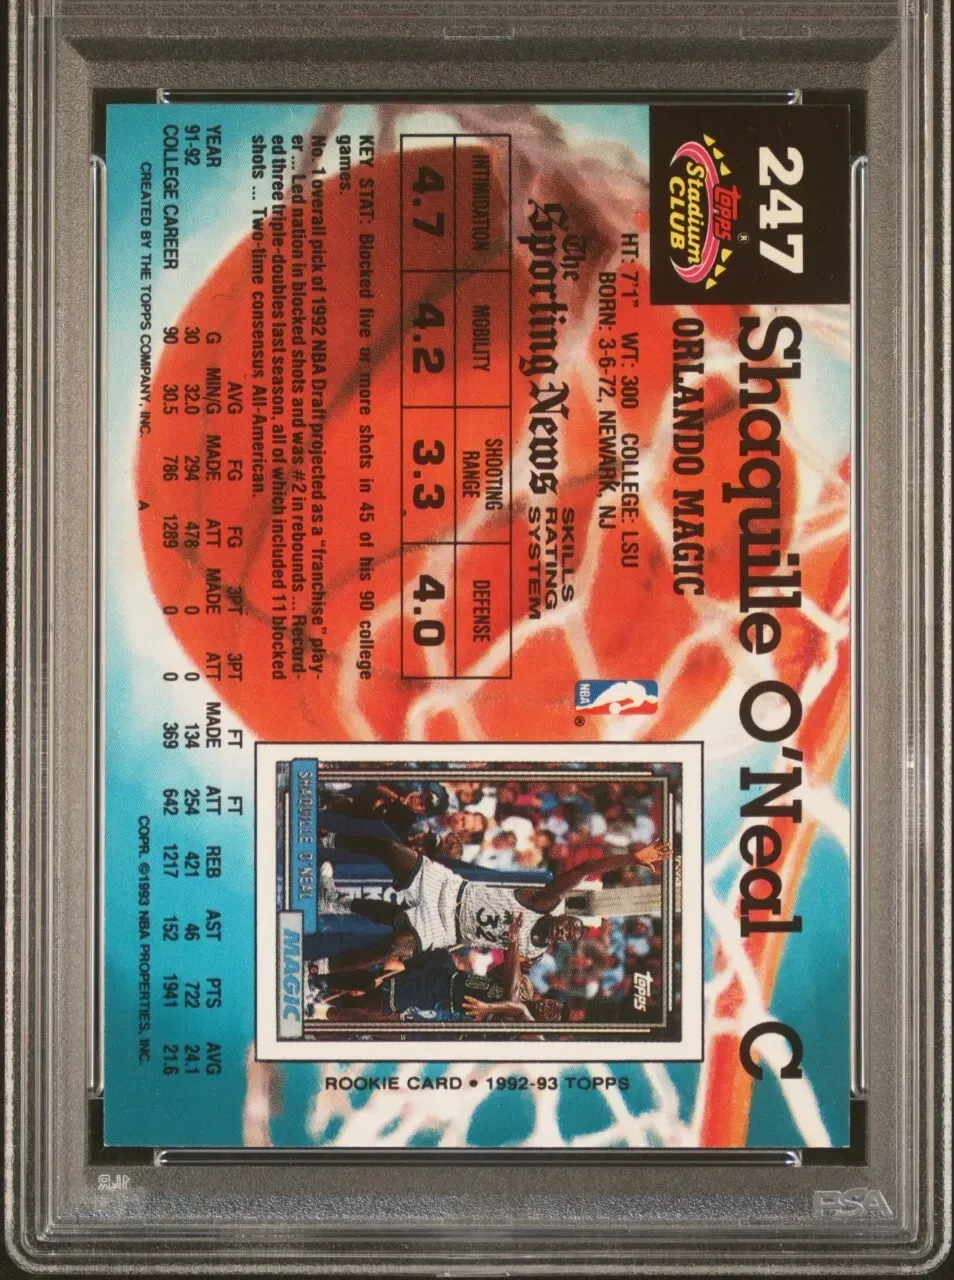 247
Topps
Stadium
CLUB
®
Shaquille O'Neal C
ORLANDO MAGIC
HT: 7'1" WT: 300 COLLEGE: LSU
BORN: 3-6-72, NEWARK, NJ
NBA
®
The
Sporting News
SKILLS
RATING
SYSTEM
INTIMIDATION MOBILITY SHOOTING RANGE DEFENSE
4.7 4.2 3.3 4.0
KEY STAT: Blocked five or more shots in 45 of his 90 college
games.
No. 1 overall pick of 1992 NBA Draft projected as a "franchise" play-
er ... Led nation in blocked shots and was #2 in rebounds ... Record-
ed three triple-doubles last season, all of which included 11 blocked
shots ... Two-time consensus All-American.
AVG FG FG 3PT 3PT FT FT
YEAR G MIN/G MADE ATT MADE ATT MADE ATT REB AST PTS AVG
91-92 30 32.0 294 478 0 0 134 254 421 46 722 24.1
COLLEGE CAREER 90 30.5 786 1289 0 0 369 642 1217 152 1941 21.6
CREATED BY THE TOPPS COMPANY, INC. A COPR. ©1993 NBA PROPERTIES, INC.
topps
32
SHAQUILLE O'NEAL
MAGIC
ROOKIE CARD • 1992-93 TOPPS
PSA